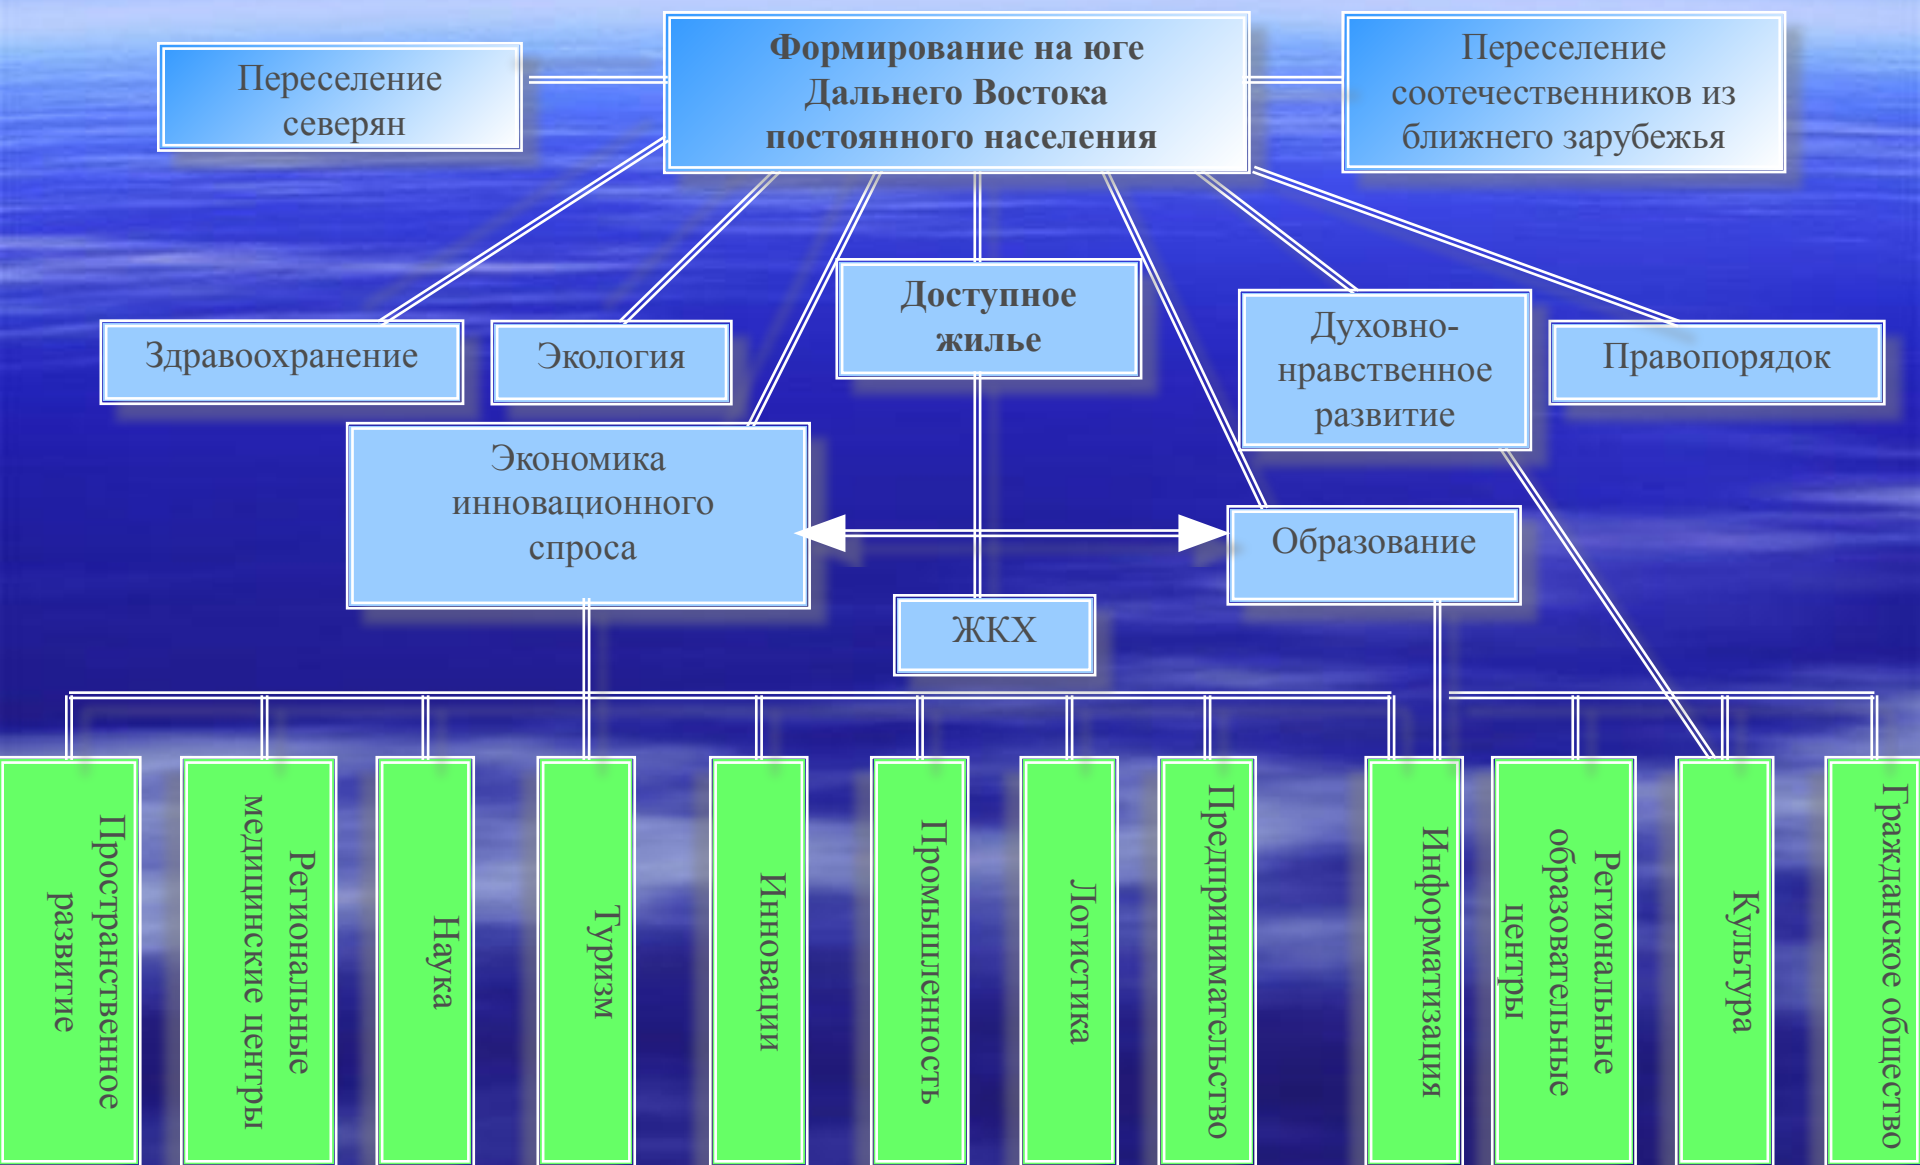 Переселение
северян
Формирование на юге
Дальнего Востока
постоянного населения
Переселение
соотечественников из
ближнего зарубежья
Здравоохранение
Экология
Доступное
жилье
Духовно-
нравственное
развитие
Правопорядок
Экономика
инновационного
спроса
Образование
ЖКХ
Пространственное
развитие
Региональные
медицинские центры
Наука
Туризм
Инновации
Промышленность
Логистика
Предпринимательство
Информатизация
Региональные
образовательные
центры
Культура
Гражданское общество